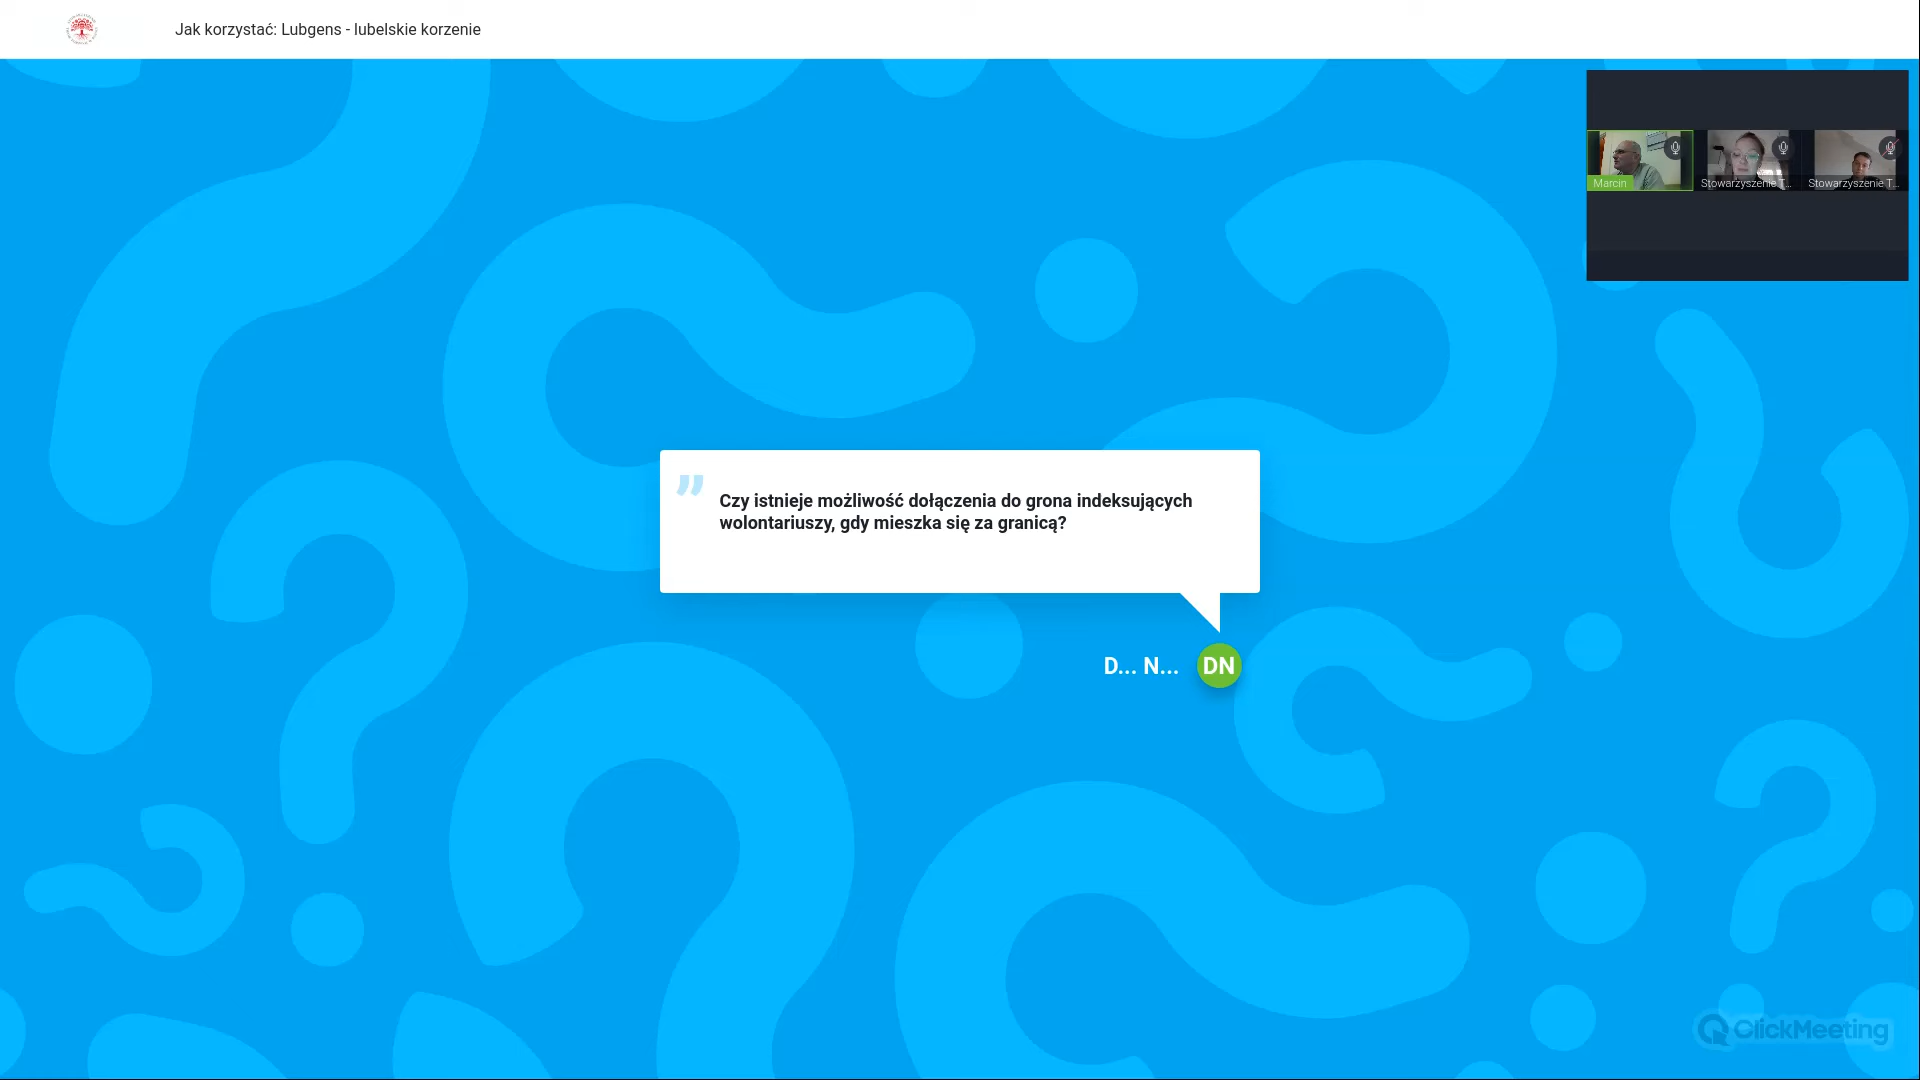 Jak korzystać: Lubgens - lubelskie korzenie
Marcin
Stowarzyszenie T...
Stowarzyszenie T...
Czy istnieje możliwość dołączenia do grona indeksujących
wolontariuszy, gdy mieszka się za granicą?
D... N...
DN
ClickMeeting